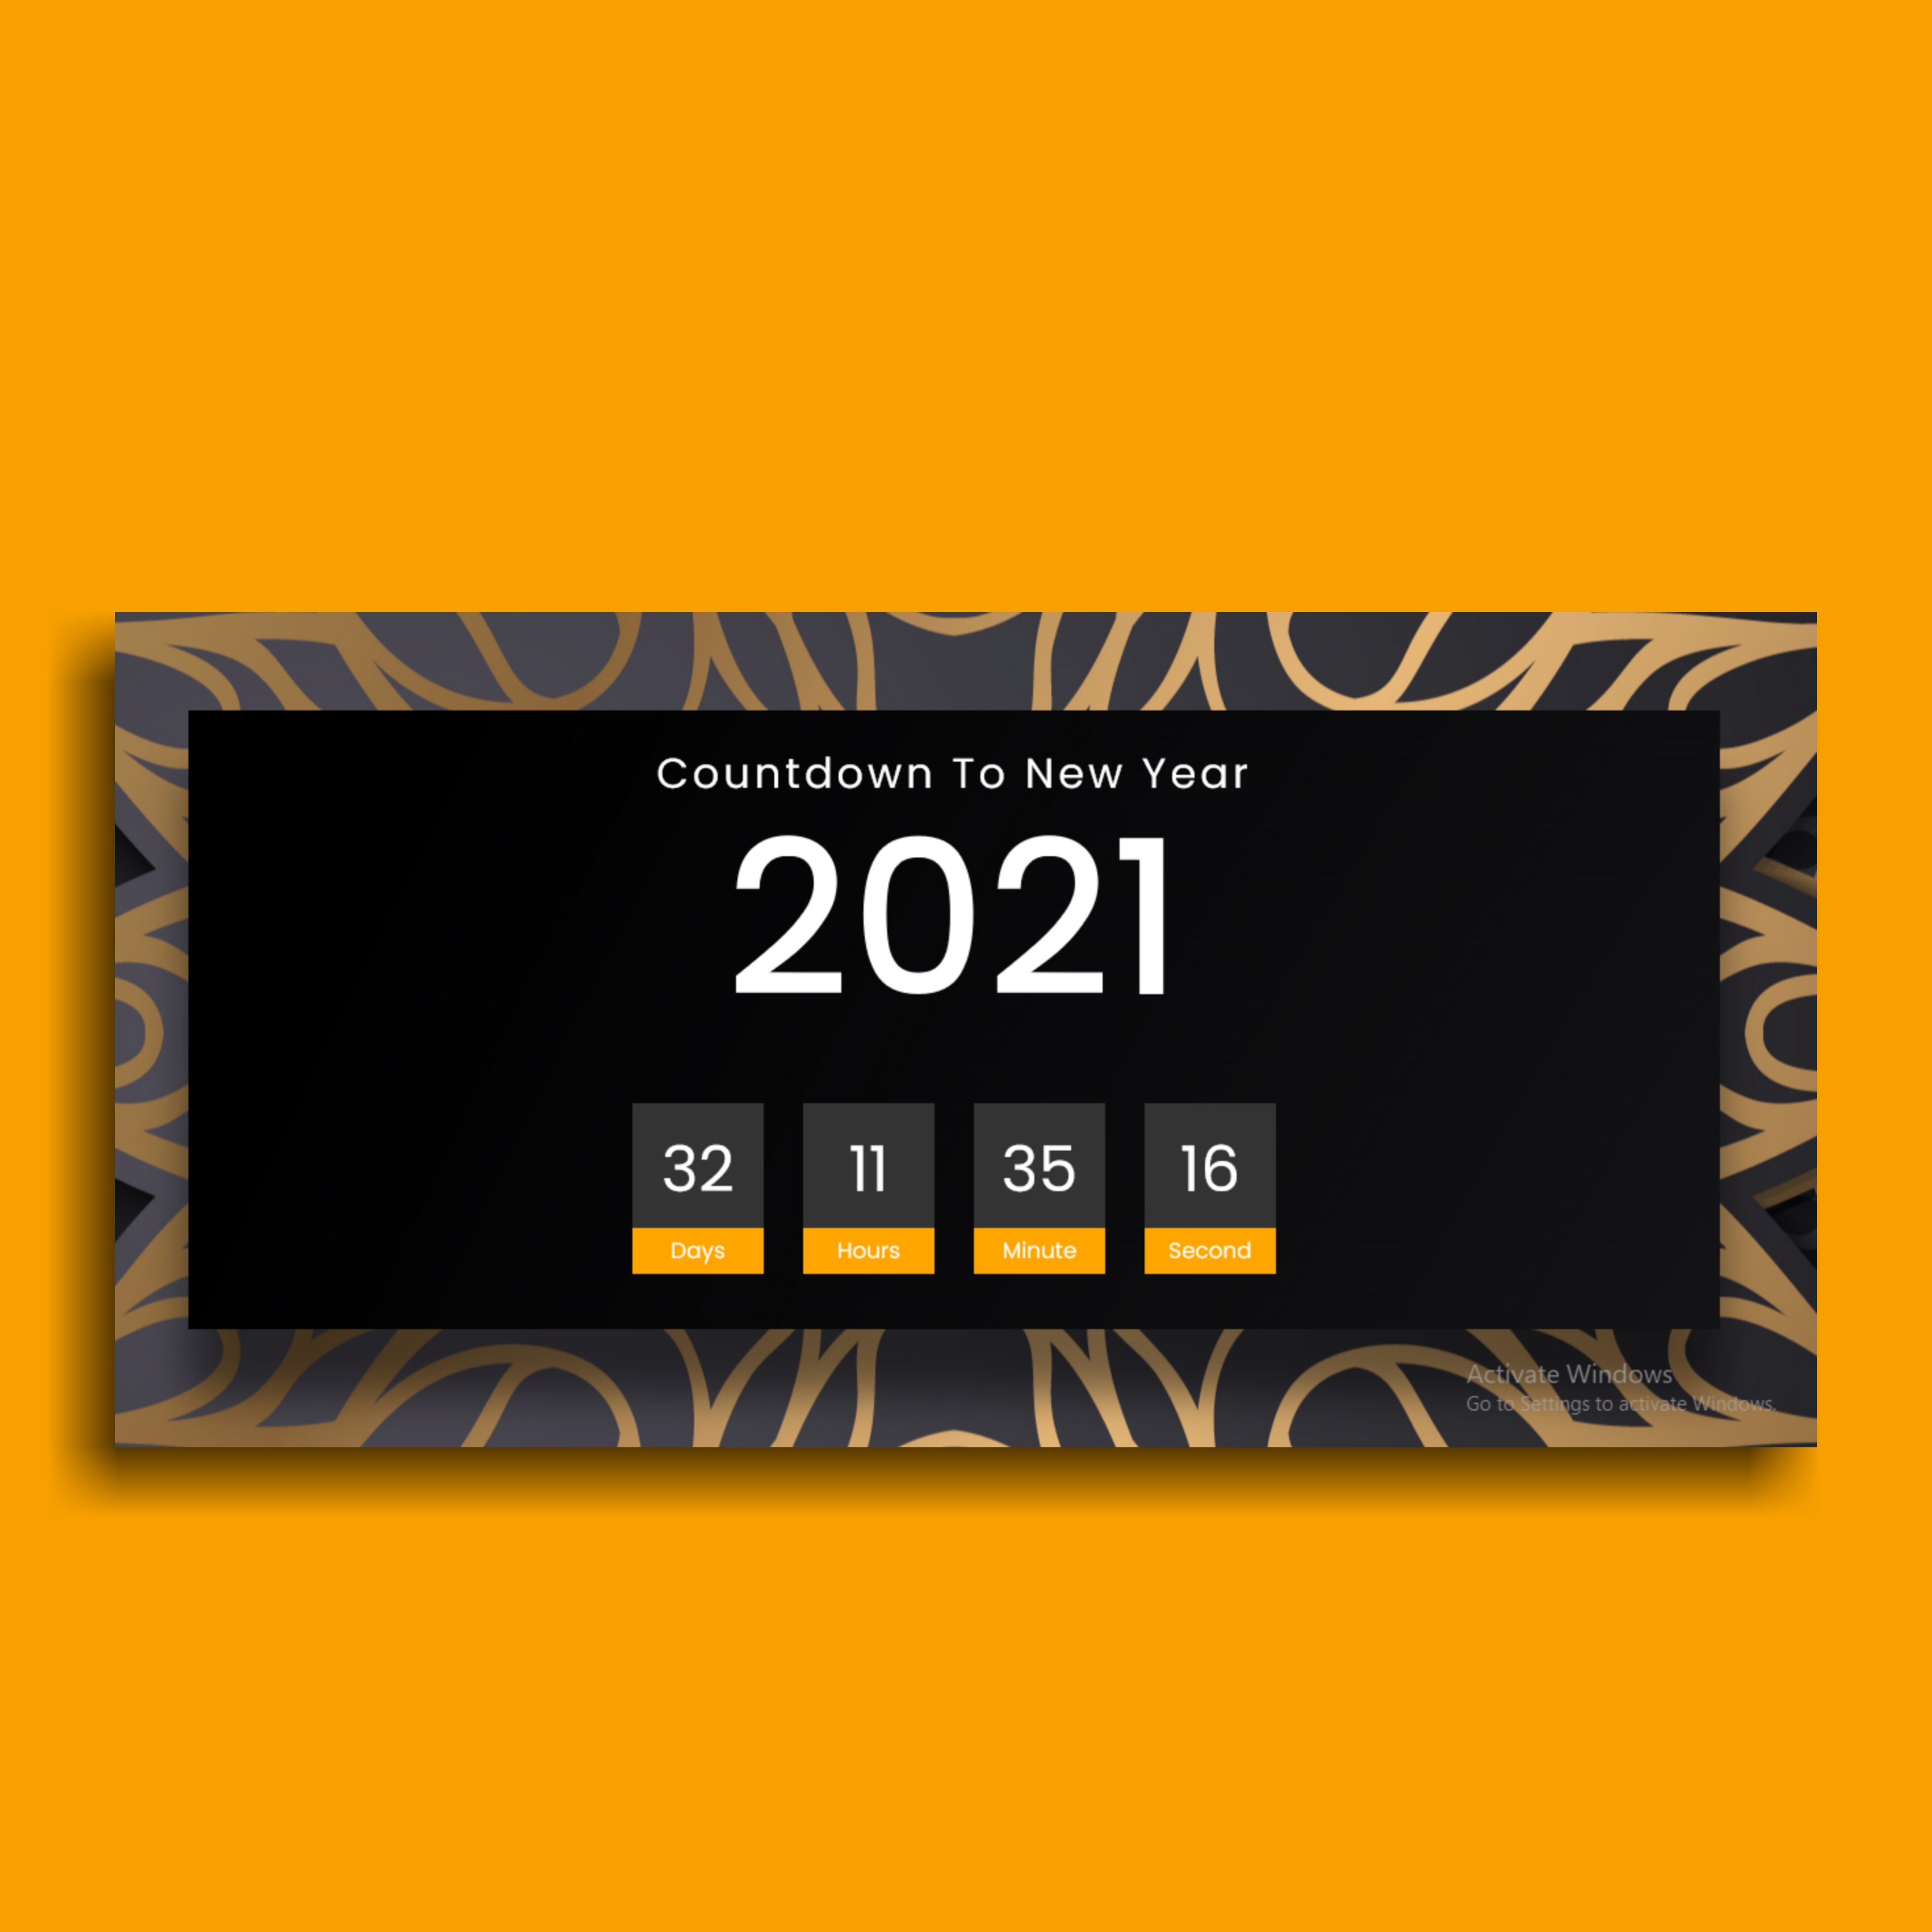 Countdown To New Year
2021
32 11 35 16
Days Hours Minute Second
Activate Windows
Go to Settings to activate Windows.